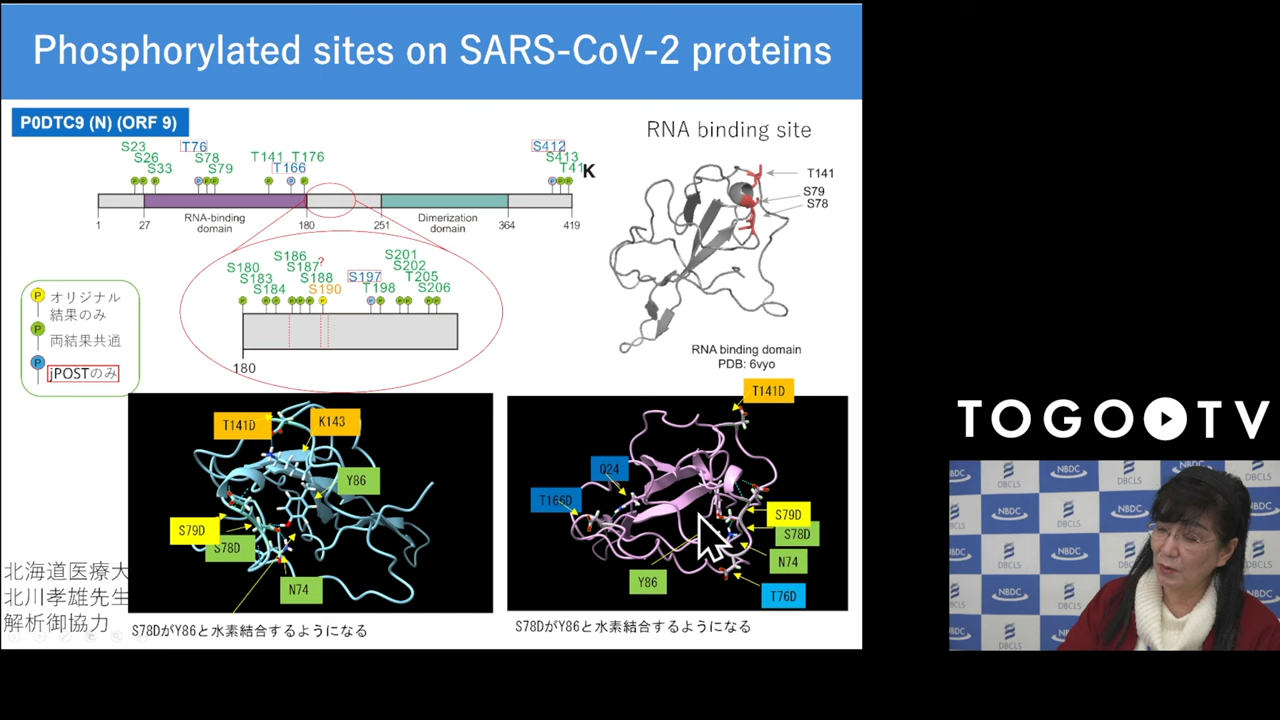 Phosphorylated sites on SARS-CoV-2 proteins
P0DTC9 (N) (ORF 9)
S23
S26
S33
T76
S78
S79
T141
T166
T176
S412
S413
T41
K
RNA-binding
domain
Dimerization
domain
1
27
180
251
364
419
S180
S183
S184
S186
S187
?
S188
S190
S197
T198
S201
S202
T205
S206
180
P オリジナル
結果のみ
P 両結果共通
P jPOSTのみ
RNA binding site
T141
S79
S78
RNA binding domain
PDB: 6vyo
T141D
K143
Y86
S79D
S78D
N74
S78DがY86と水素結合するようになる
T141D
Q24
T166D
S79D
S78D
N74
Y86
T76D
S78DがY86と水素結合するようになる
北海道医療大
北川孝雄先生
解析御協力
TOGO TV
NBDC
DBCLS